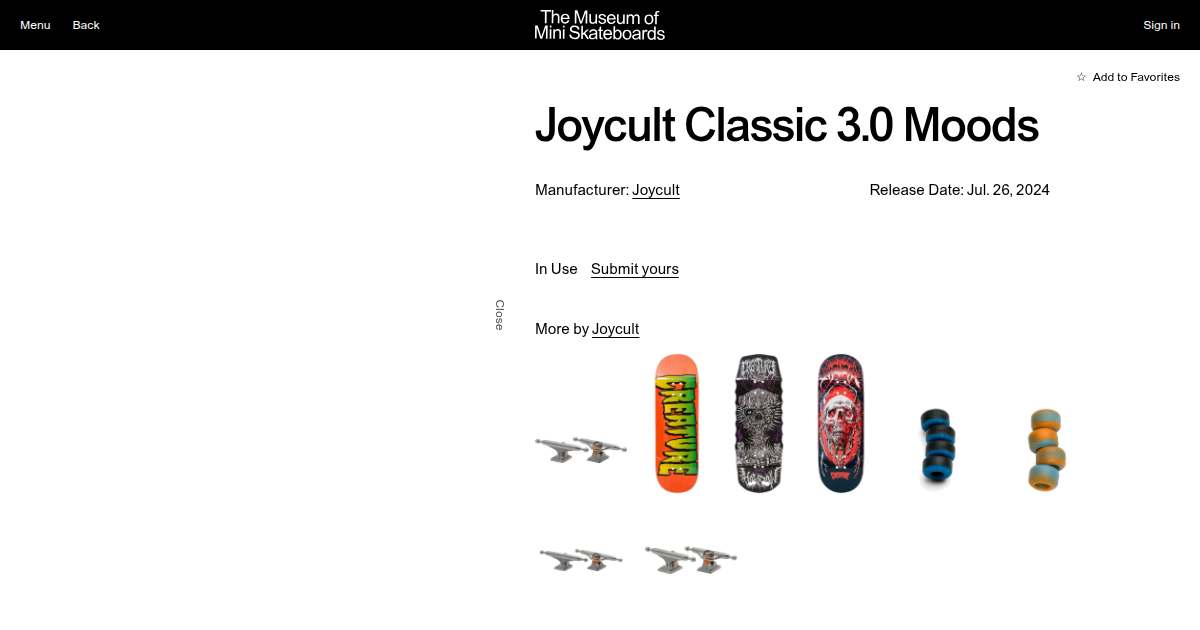 Menu
Back
The Museum of
Mini Skateboards
Sign in
☆ Add to Favorites
Joycult Classic 3.0 Moods
Manufacturer: Joycult
Release Date: Jul. 26, 2024
In Use
Submit yours
Close
More by Joycult
CREATURE